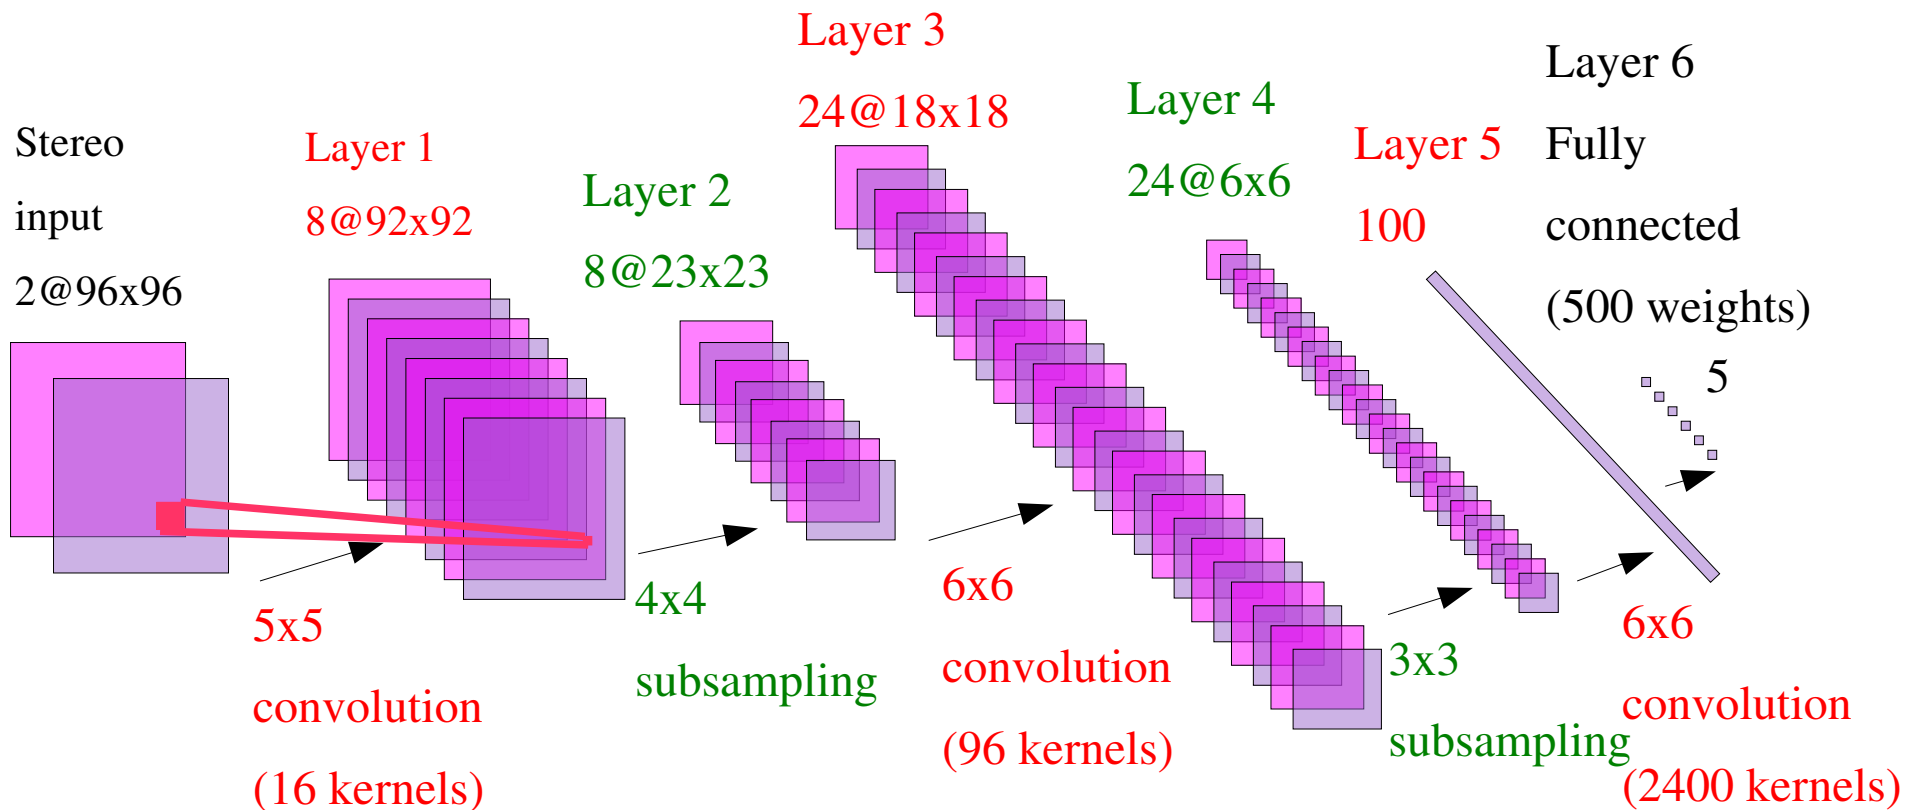 Stereo
input
2@96x96
Layer 1
8@92x92
5x5
convolution
(16 kernels)
Layer 2
8@23x23
4x4
subsampling
Layer 3
24@18x18
6x6
convolution
(96 kernels)
Layer 4
24@6x6
3x3
subsampling
Layer 5
100
6x6
convolution
(2400 kernels)
Layer 6
Fully
connected
(500 weights)
5